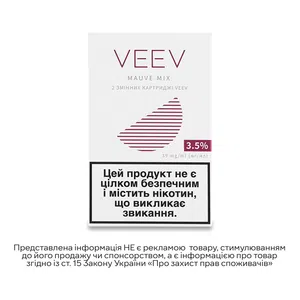 VEEV
MAUVE MIX
2 ЗМІННИХ КАРТРИДЖІ VEEV
3.5%
Цей продукт не є
цілком безпечним
і містить нікотин,
що викликає
звикання.
Представлена інформація НЕ є рекламою товару, стимулюванням
до його продажу чи спонсорством, а є інформацією про товар
згідно із ст. 15 Закону України «Про захист прав споживачів»